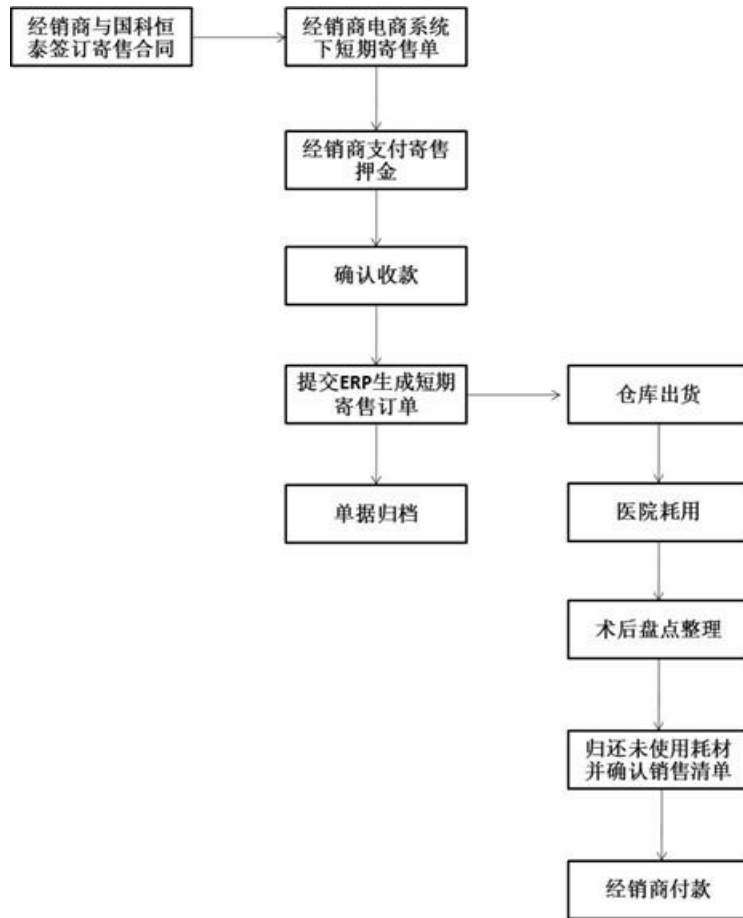 经销商与国科恒
泰签订寄售合同
经销商电商系统
下短期寄售单
经销商支付寄售
押金
确认收款
提交ERP生成短期
寄售订单
仓库出货
单据归档
医院耗用
术后盘点整理
归还未使用耗材
并确认销售清单
经销商付款